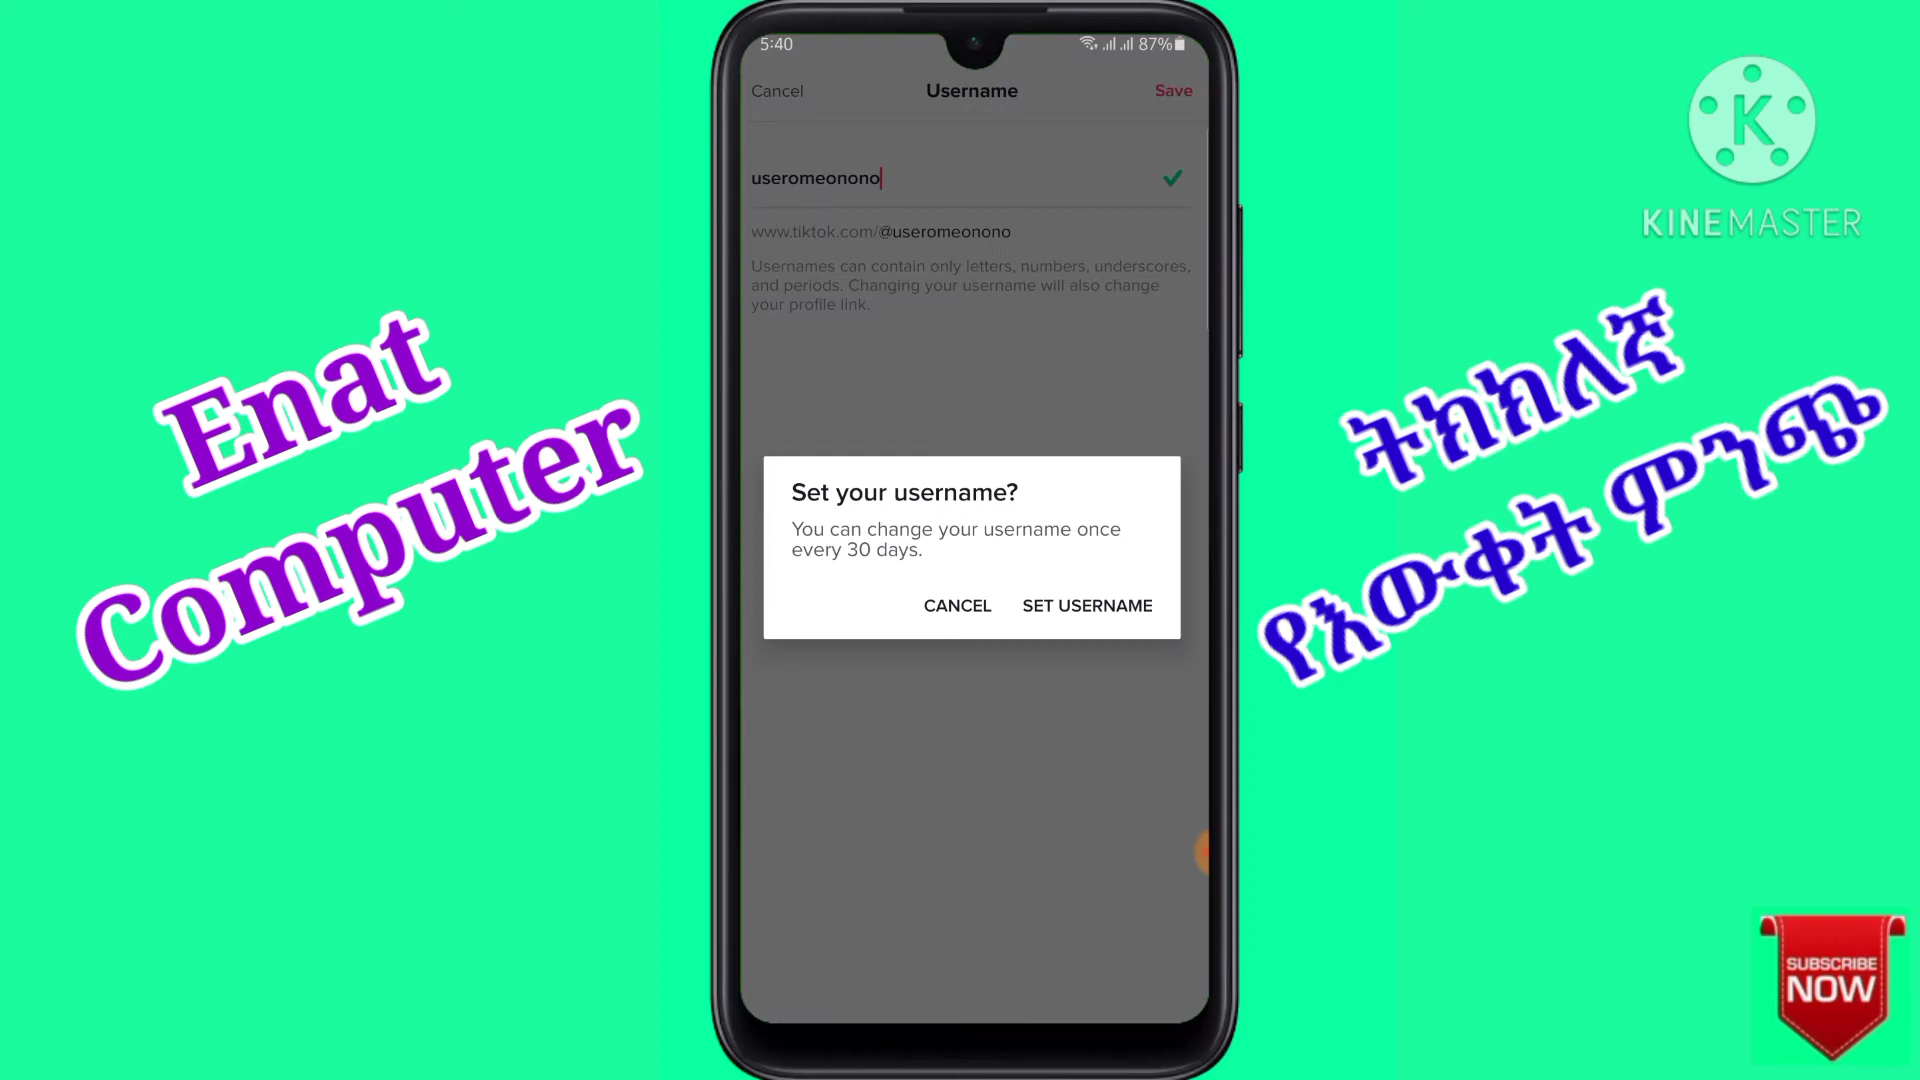 5:40
87%
Cancel
Username
Save
useromeonono
www.tiktok.com/@useromeonono
Usernames can contain only letters, numbers, underscores,
and periods. Changing your username will also change
your profile link.
Set your username?
You can change your username once
every 30 days.
CANCEL
SET USERNAME
Enat
Computer
ትክክለኛ
የእውቀት ምንጭ
K
KINEMASTER
SUBSCRIBE
NOW